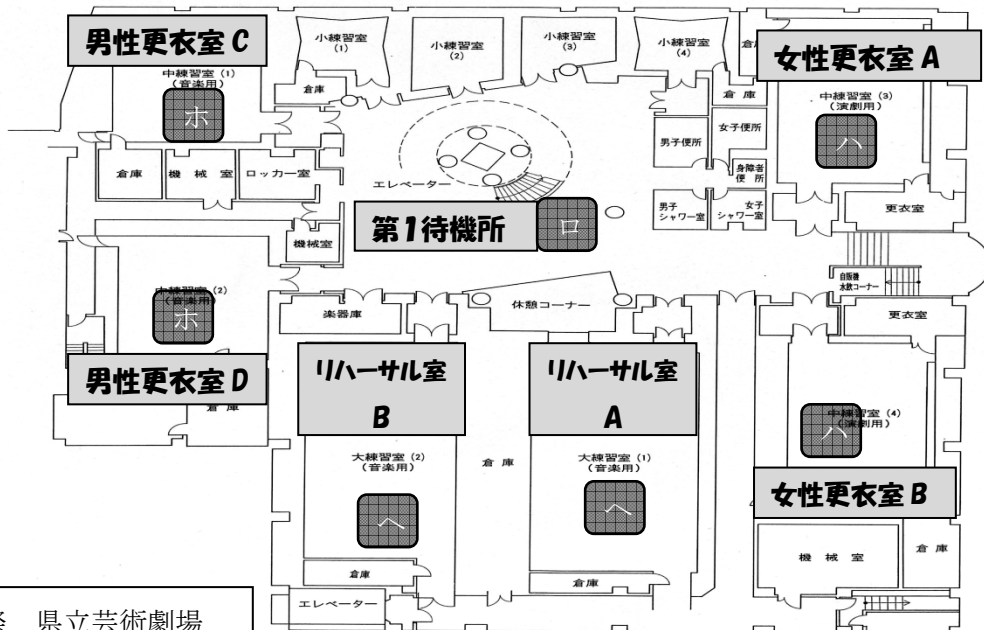 男性更衣室 C
小練習室
(1)
小練習室
(2)
小練習室
(3)
小練習室
(4)
女性更衣室 A
中練習室(1)
(音楽用)
ホ
倉庫
倉庫
中練習室(3)
(演劇用)
ハ
男子便所
女子便所
身障者
便所
倉庫
機械室
ロッカー室
エレベーター
男子
シャワー室
女子
シャワー室
更衣室
第1待機所
ロ
機械室
自販機
水飲コーナー
中練習室(2)
(音楽用)
ホ
楽器庫
休憩コーナー
更衣室
男性更衣室 D
倉庫
リハーサル室
B
リハーサル室
A
中練習室(4)
(演劇用)
ハ
大練習室(2)
(音楽用)
ヘ
倉庫
大練習室(1)
(音楽用)
ヘ
女性更衣室 B
機械室
倉庫
倉庫
倉庫
エレベーター
県立芸術劇場